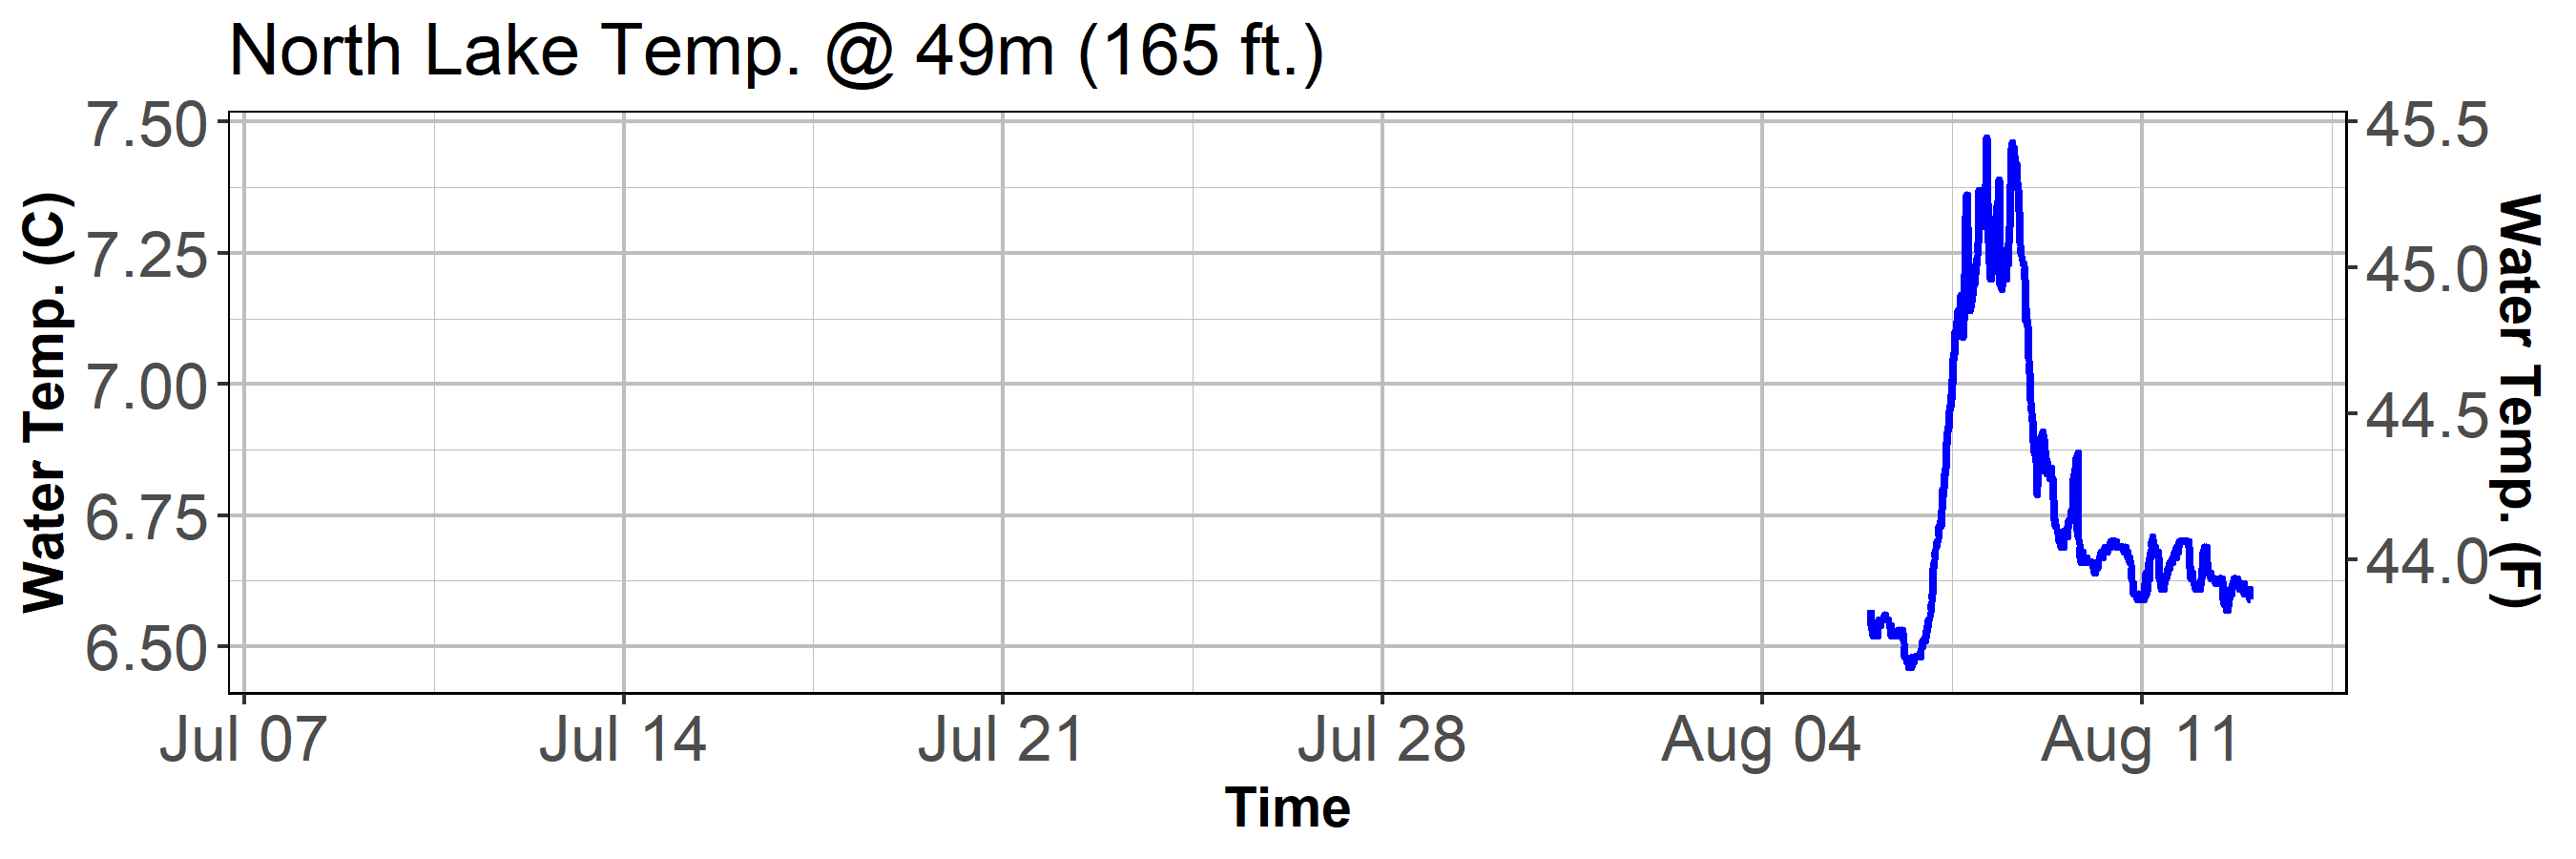 North Lake Temp. @ 49m (165 ft.)
7.50
7.25
7.00
6.75
6.50
Water Temp. (C)
45.5
45.0
44.5
44.0
Water Temp. (F)
Jul 07 Jul 14 Jul 21 Jul 28 Aug 04 Aug 11
Time